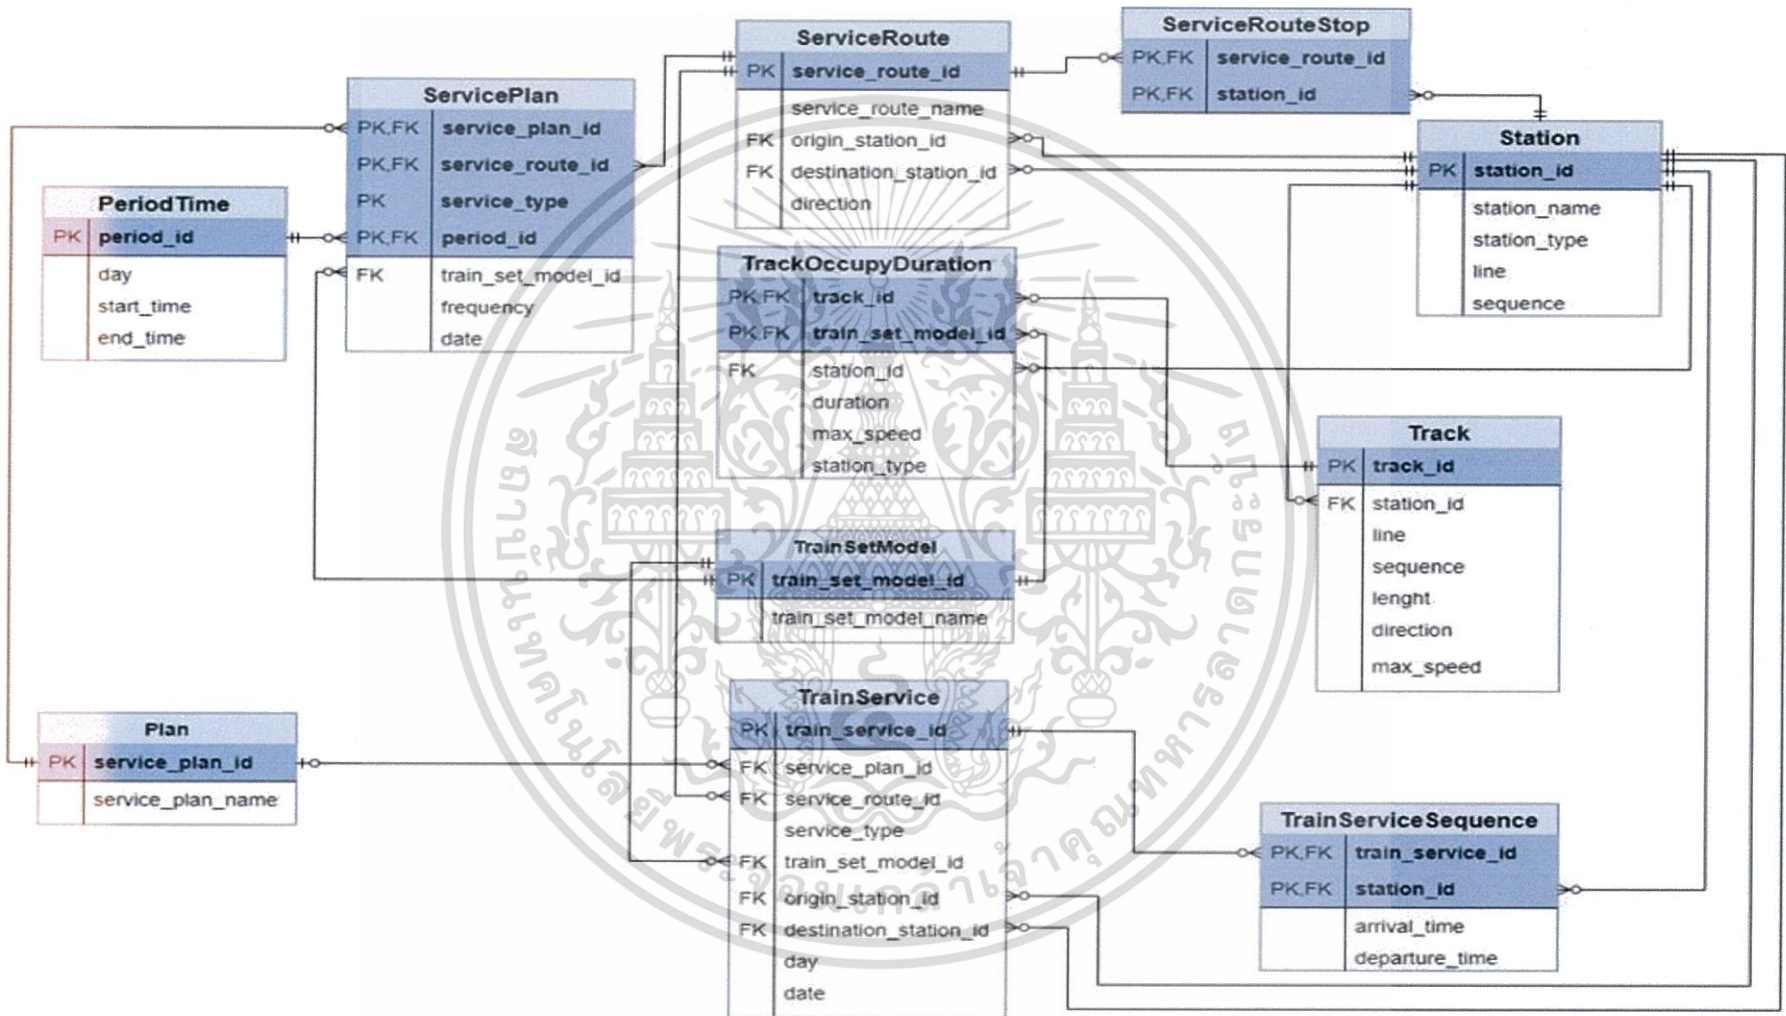 ServiceRoute
PK service_route_id
service_route_name
FK origin_station_id
FK destination_station_id
direction
ServiceRouteStop
PK,FK service_route_id
PK,FK station_id
ServicePlan
PK,FK service_plan_id
PK,FK service_route_id
PK service_type
PK,FK period_id
FK train_set_model_id
frequency
date
Station
PK station_id
station_name
station_type
line
sequence
PeriodTime
PK period_id
day
start_time
end_time
TrackOccupyDuration
PK,FK track_id
PK,FK train_set_model_id
FK station_id
duration
max_speed
station_type
Track
PK track_id
FK station_id
line
sequence
lenght
direction
max_speed
TrainSetModel
PK train_set_model_id
train_set_model_name
Plan
PK service_plan_id
service_plan_name
TrainService
PK train_service_id
FK service_plan_id
FK service_route_id
service_type
FK train_set_model_id
FK origin_station_id
FK destination_station_id
day
date
TrainServiceSequence
PK,FK train_service_id
PK,FK station_id
arrival_time
departure_time